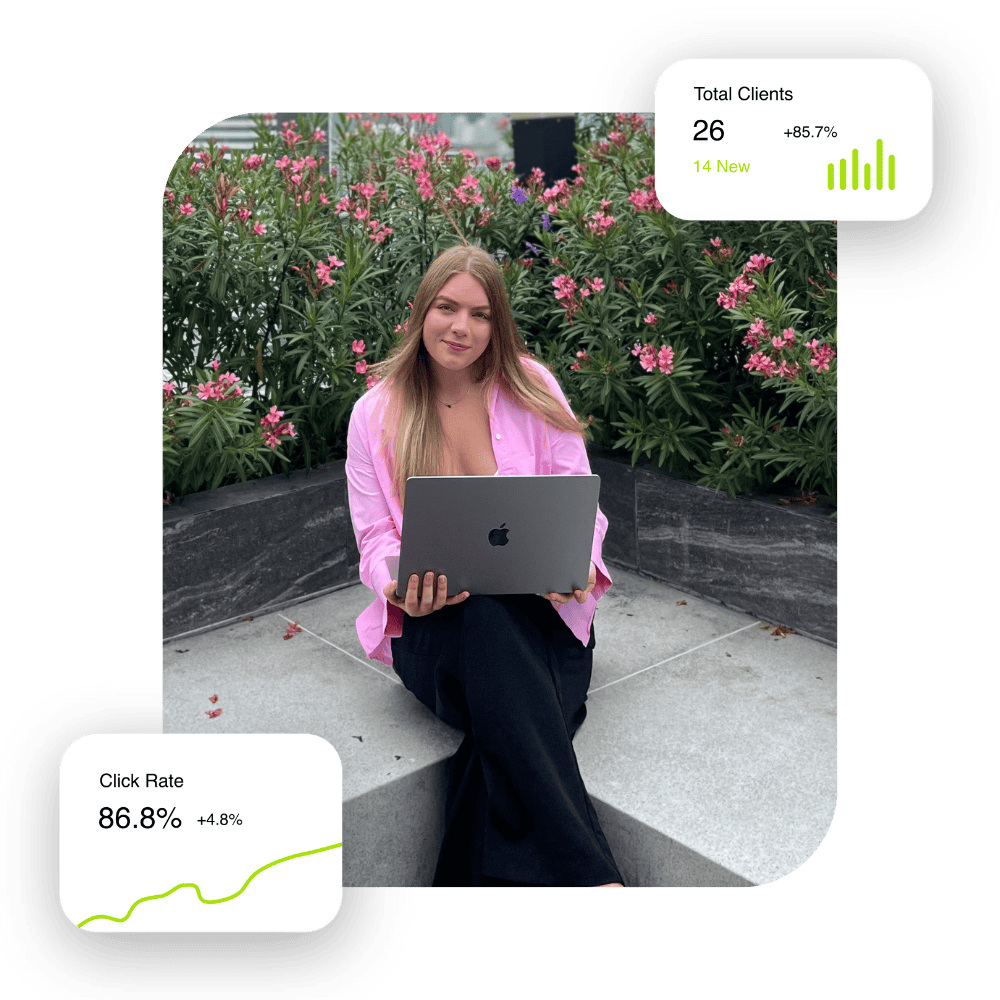 Total Clients
26 +85.7%
14 New
Click Rate
86.8% +4.8%